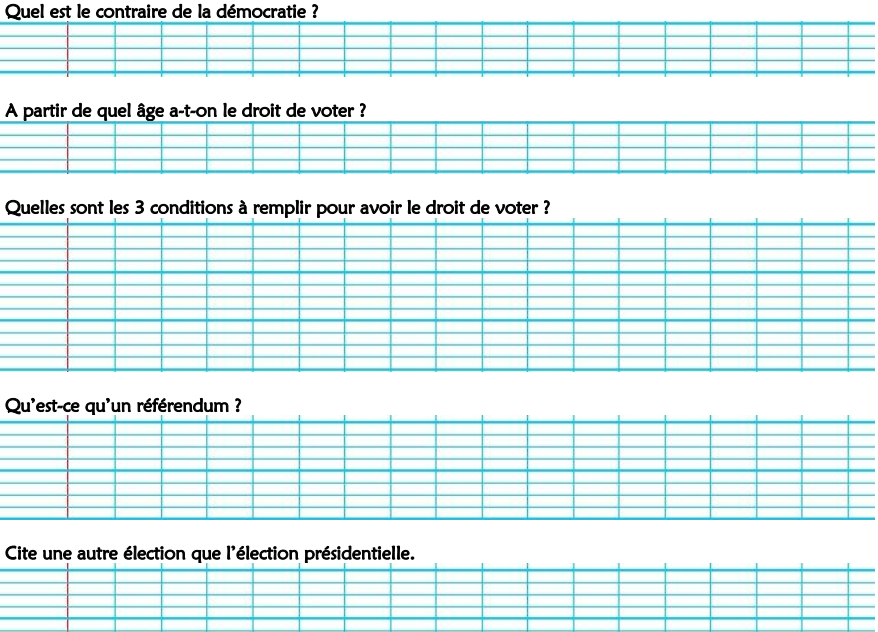 Quel est le contraire de la démocratie ?
A partir de quel âge a-t-on le droit de voter ?
Quelles sont les 3 conditions à remplir pour avoir le droit de voter ?
Qu'est-ce qu'un référendum ?
Cite une autre élection que l'élection présidentielle.